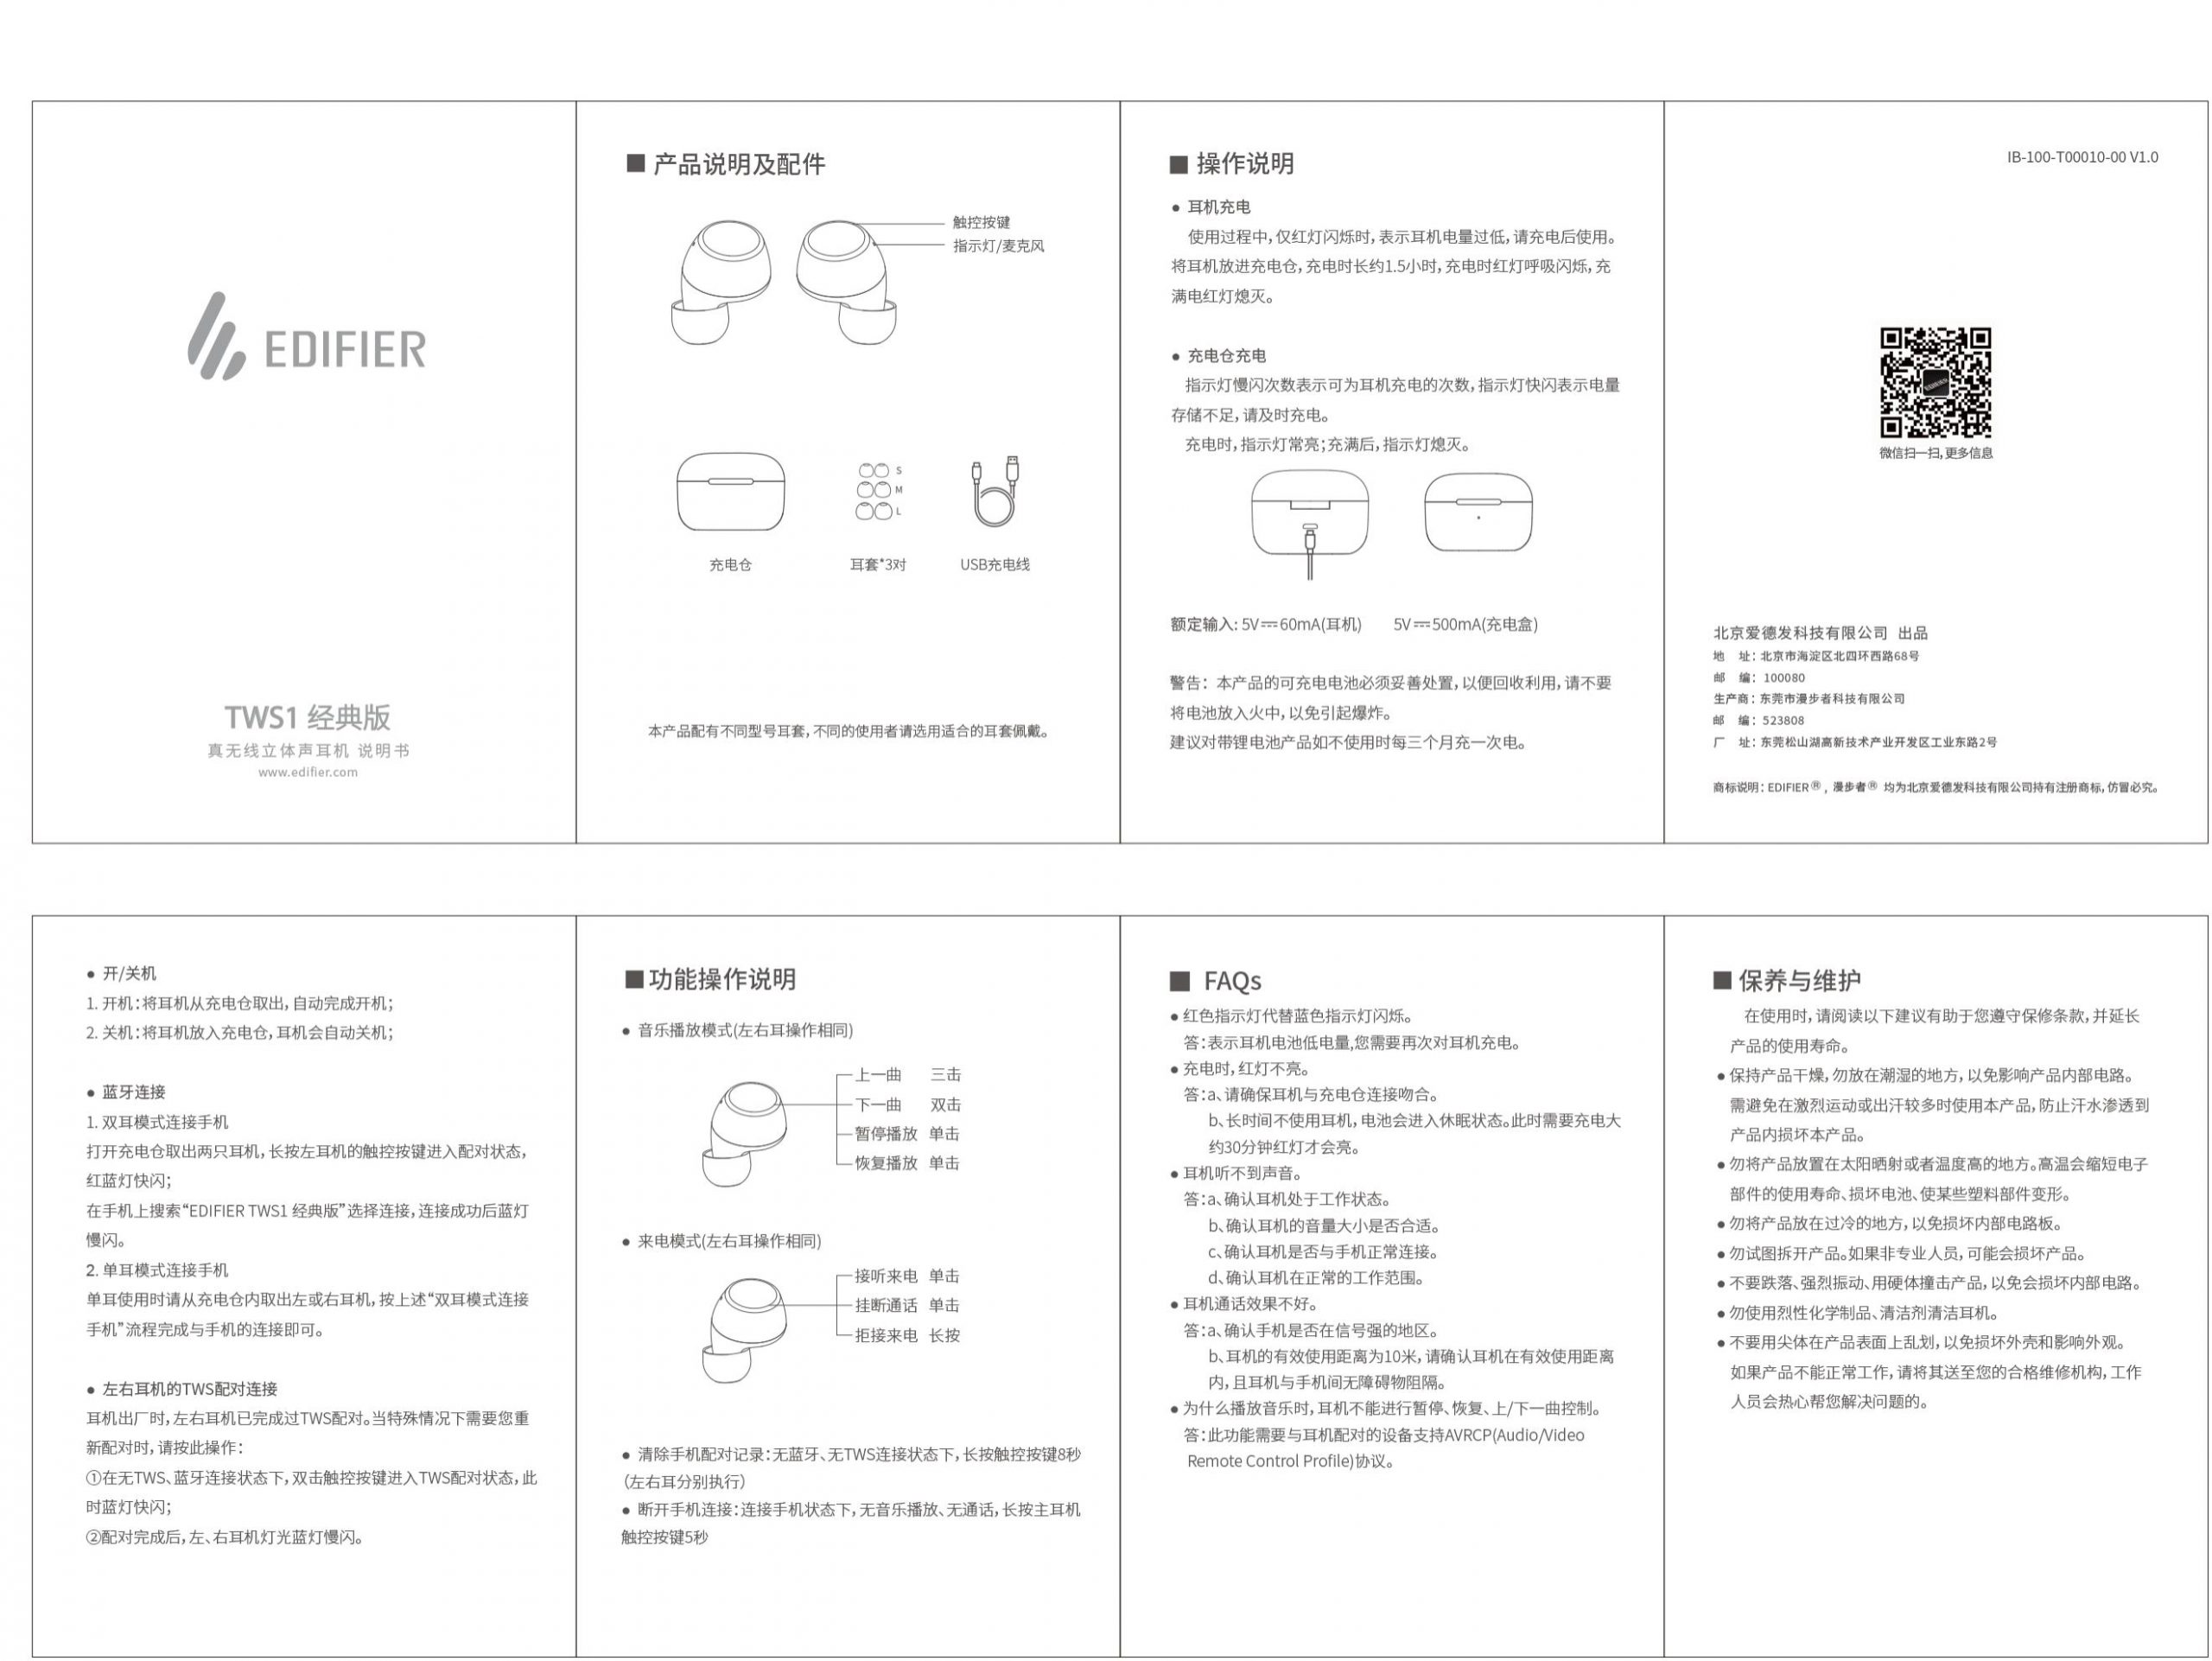 EDIFIER
TWS1 经典版
真无线立体声耳机 说明书
www.edifier.com
■ 产品说明及配件
触控按键
指示灯/麦克风
S
M
L
充电仓 耳套*3对 USB充电线
本产品配有不同型号耳套，不同的使用者请选用适合的耳套佩戴。
■ 操作说明
● 耳机充电
使用过程中，仅红灯闪烁时，表示耳机电量过低，请充电后使用。
将耳机放进充电仓，充电时长约1.5小时，充电时红灯呼吸闪烁，充
满电红灯熄灭。
● 充电仓充电
指示灯慢闪次数表示可为耳机充电的次数，指示灯快闪表示电量
存储不足，请及时充电。
充电时，指示灯常亮；充满后，指示灯熄灭。
额定输入：5V⎓60mA(耳机) 5V⎓500mA(充电盒)
警告：本产品的可充电电池必须妥善处置，以便回收利用，请不要
将电池放入火中，以免引起爆炸。
建议对带锂电池产品如不使用时每三个月充一次电。
IB-100-T00010-00 V1.0
EDIFIER
微信扫一扫，更多信息
北京爱德发科技有限公司 出品
地 址：北京市海淀区北四环西路68号
邮 编：100080
生产商：东莞市漫步者科技有限公司
邮 编：523808
厂 址：东莞松山湖高新技术产业开发区工业东路2号
商标说明：EDIFIER®，漫步者® 均为北京爱德发科技有限公司持有注册商标，仿冒必究。
● 开/关机
1. 开机：将耳机从充电仓取出，自动完成开机；
2. 关机：将耳机放入充电仓，耳机会自动关机；
● 蓝牙连接
1. 双耳模式连接手机
打开充电仓取出两只耳机，长按左耳机的触控按键进入配对状态，
红蓝灯快闪；
在手机上搜索“EDIFIER TWS1 经典版”选择连接，连接成功后蓝灯
慢闪。
2. 单耳模式连接手机
单耳使用时请从充电仓内取出左或右耳机，按上述“双耳模式连接
手机”流程完成与手机的连接即可。
● 左右耳机的TWS配对连接
耳机出厂时，左右耳机已完成过TWS配对。当特殊情况下需要您重
新配对时，请按此操作：
①在无TWS、蓝牙连接状态下，双击触控按键进入TWS配对状态，此
时蓝灯快闪；
②配对完成后，左、右耳机灯光蓝灯慢闪。
■功能操作说明
● 音乐播放模式(左右耳操作相同)
上一曲 三击
下一曲 双击
暂停播放 单击
恢复播放 单击
● 来电模式(左右耳操作相同)
接听来电 单击
挂断通话 单击
拒接来电 长按
● 清除手机配对记录：无蓝牙、无TWS连接状态下，长按触控按键8秒
（左右耳分别执行）
● 断开手机连接：连接手机状态下，无音乐播放、无通话，长按主耳机
触控按键5秒
■ FAQs
● 红色指示灯代替蓝色指示灯闪烁。
答：表示耳机电池低电量,您需要再次对耳机充电。
● 充电时，红灯不亮。
答：a、请确保耳机与充电仓连接吻合。
b、长时间不使用耳机，电池会进入休眠状态。此时需要充电大
约30分钟红灯才会亮。
● 耳机听不到声音。
答：a、确认耳机处于工作状态。
b、确认耳机的音量大小是否合适。
c、确认耳机是否与手机正常连接。
d、确认耳机在正常的工作范围。
● 耳机通话效果不好。
答：a、确认手机是否在信号强的地区。
b、耳机的有效使用距离为10米，请确认耳机在有效使用距离
内，且耳机与手机间无障碍物阻隔。
● 为什么播放音乐时，耳机不能进行暂停、恢复、上/下一曲控制。
答：此功能需要与耳机配对的设备支持AVRCP(Audio/Video
Remote Control Profile)协议。
■ 保养与维护
在使用时，请阅读以下建议有助于您遵守保修条款，并延长
产品的使用寿命。
● 保持产品干燥，勿放在潮湿的地方，以免影响产品内部电路。
需避免在激烈运动或出汗较多时使用本产品，防止汗水渗透到
产品内损坏本产品。
● 勿将产品放置在太阳晒射或者温度高的地方。高温会缩短电子
部件的使用寿命、损坏电池、使某些塑料部件变形。
● 勿将产品放在过冷的地方，以免损坏内部电路板。
● 勿试图拆开产品。如果非专业人员，可能会损坏产品。
● 不要跌落、强烈振动、用硬体撞击产品，以免会损坏内部电路。
● 勿使用烈性化学制品、清洁剂清洁耳机。
● 不要用尖体在产品表面上乱划，以免损坏外壳和影响外观。
如果产品不能正常工作，请将其送至您的合格维修机构，工作
人员会热心帮您解决问题的。